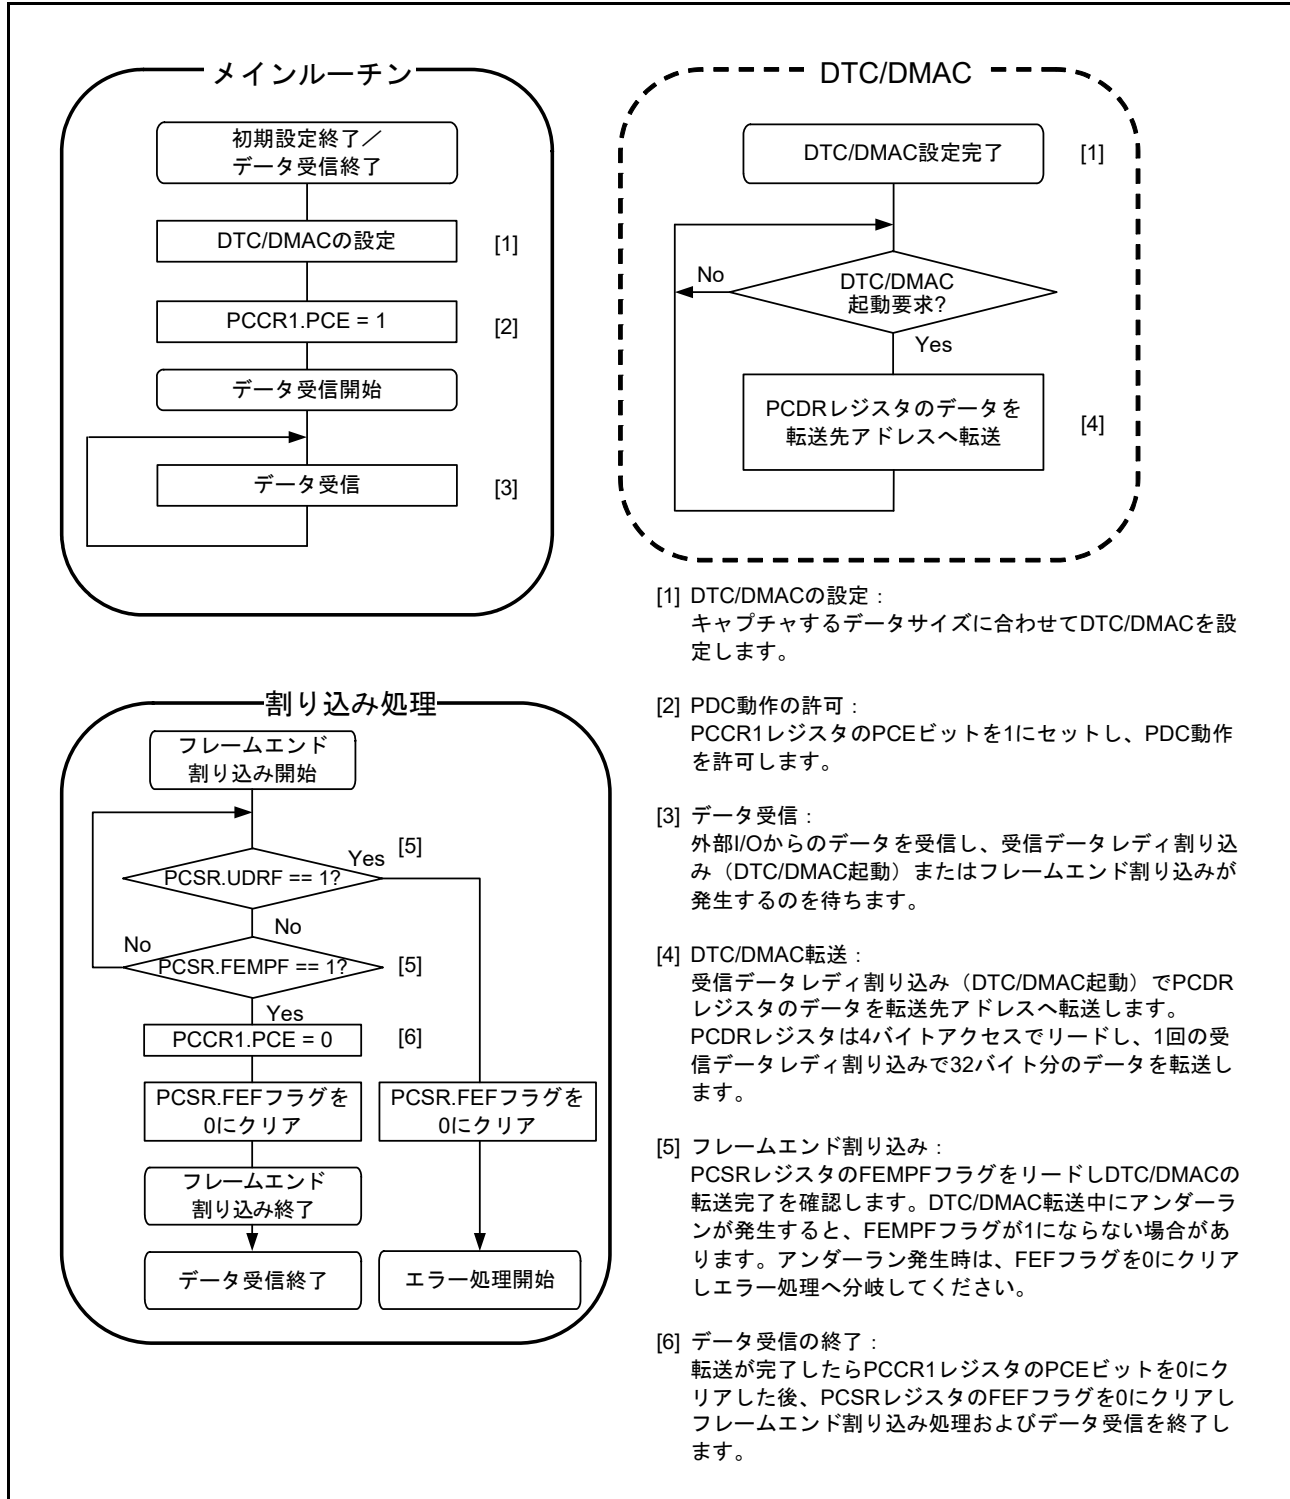 メインルーチン
初期設定終了／
データ受信終了
DTC/DMACの設定
[1]
PCCR1.PCE = 1
[2]
データ受信開始
データ受信
[3]
DTC/DMAC
DTC/DMAC設定完了
[1]
No
DTC/DMAC
起動要求?
Yes
PCDRレジスタのデータを
転送先アドレスへ転送
[4]
割り込み処理
フレームエンド
割り込み開始
Yes
[5]
PCSR.UDRF == 1?
No
No
PCSR.FEMPF == 1?
[5]
Yes
PCCR1.PCE = 0
[6]
PCSR.FEFフラグを
0にクリア
PCSR.FEFフラグを
0にクリア
フレームエンド
割り込み終了
データ受信終了
エラー処理開始
[1] DTC/DMACの設定：
キャプチャするデータサイズに合わせてDTC/DMACを設
定します。
[2] PDC動作の許可：
PCCR1レジスタのPCEビットを1にセットし、PDC動作
を許可します。
[3] データ受信：
外部I/Oからのデータを受信し、受信データレディ割り込
み（DTC/DMAC起動）またはフレームエンド割り込みが
発生するのを待ちます。
[4] DTC/DMAC転送：
受信データレディ割り込み（DTC/DMAC起動）でPCDR
レジスタのデータを転送先アドレスへ転送します。
PCDRレジスタは4バイトアクセスでリードし、1回の受
信データレディ割り込みで32バイト分のデータを転送し
ます。
[5] フレームエンド割り込み：
PCSRレジスタのFEMPFフラグをリードしDTC/DMACの
転送完了を確認します。DTC/DMAC転送中にアンダーラ
ンが発生すると、FEMPFフラグが1にならない場合があ
ります。アンダーラン発生時は、FEFフラグを0にクリア
しエラー処理へ分岐してください。
[6] データ受信の終了：
転送が完了したらPCCR1レジスタのPCEビットを0にク
リアした後、PCSRレジスタのFEFフラグを0にクリアし
フレームエンド割り込み処理およびデータ受信を終了し
ます。